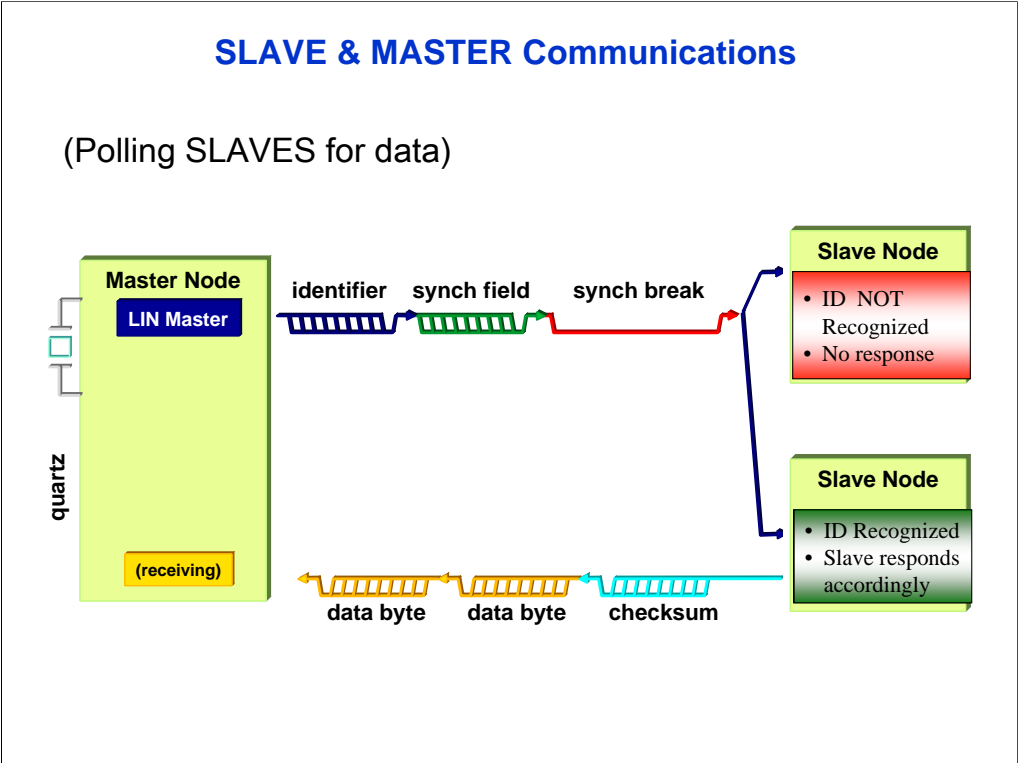 SLAVE & MASTER Communications
(Polling SLAVES for data)
Master Node
LIN Master
identifier
synch field
synch break
Slave Node
• ID NOT
Recognized
• No response
quartz
Slave Node
• ID Recognized
• Slave responds
accordingly
(receiving)
data byte
data byte
checksum